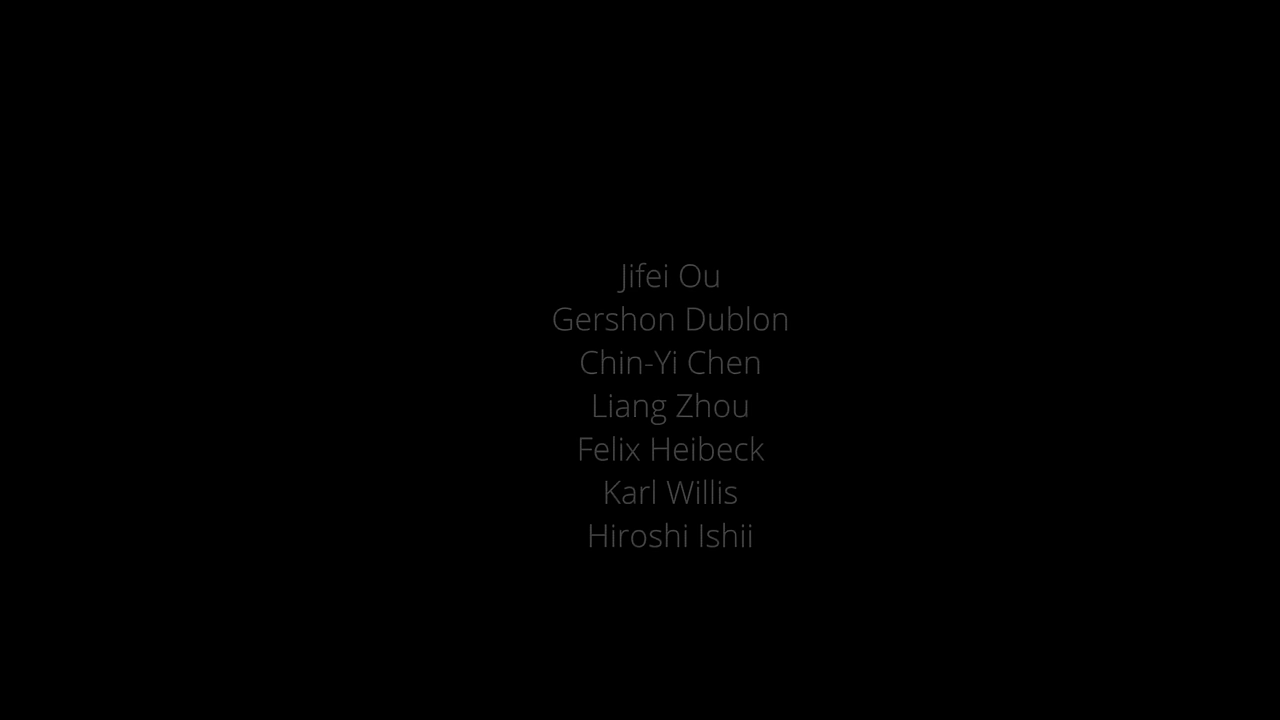 Jifei Ou
Gershon Dublon
Chin-Yi Chen
Liang Zhou
Felix Heibeck
Karl Willis
Hiroshi Ishii